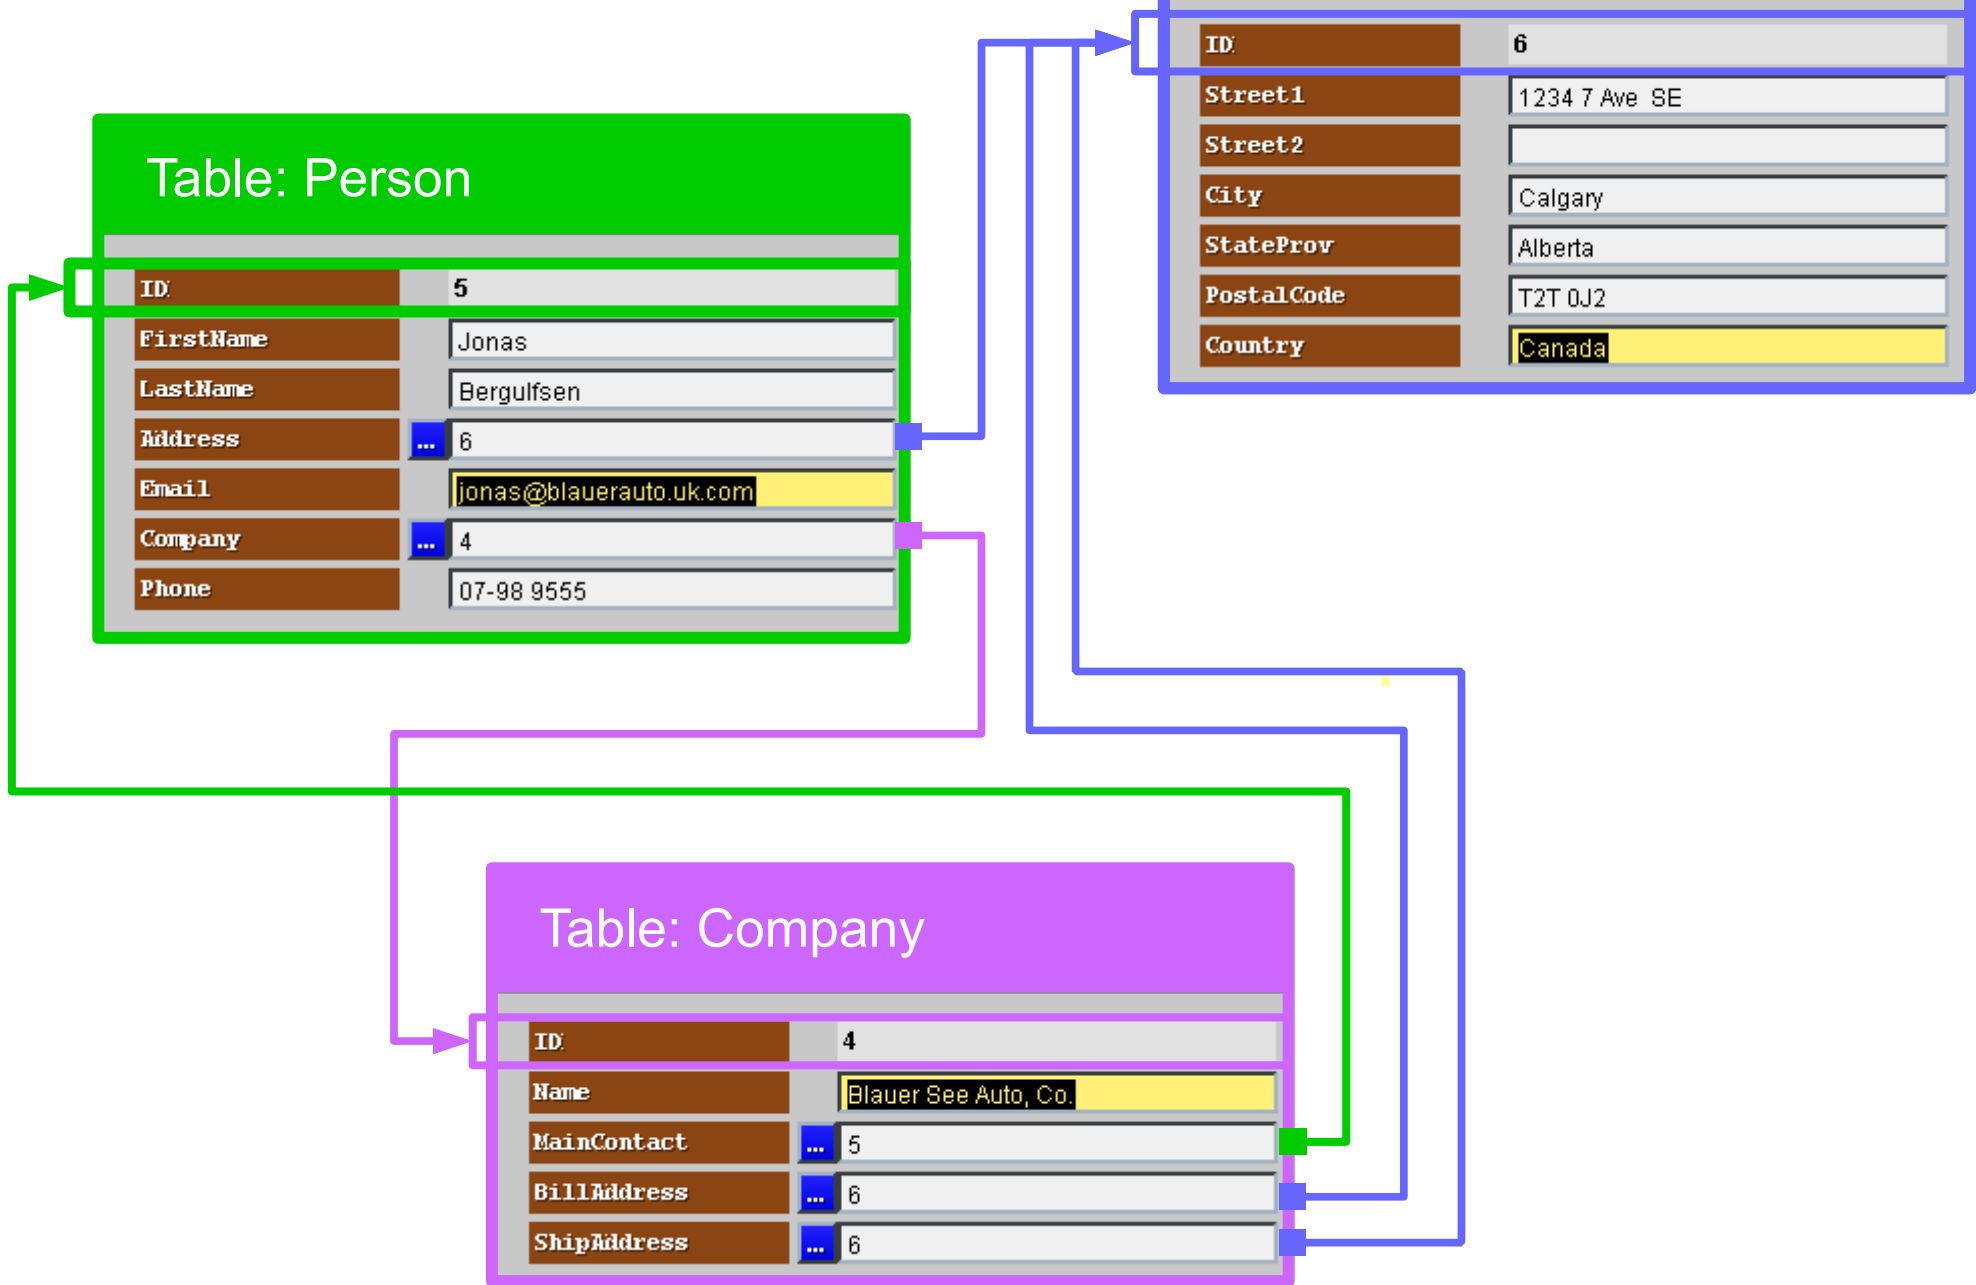 ID 6
Street1 1234 7 Ave SE
Street2
City Calgary
StateProv Alberta
PostalCode T2T 0J2
Country Canada
Table: Person
ID 5
FirstName Jonas
LastName Bergulfsen
Address ... 6
Email jonas@blauerauto.uk.com
Company ... 4
Phone 07-98 9555
Table: Company
ID 4
Name Blauer See Auto, Co.
MainContact ... 5
BillAddress ... 6
ShipAddress ... 6